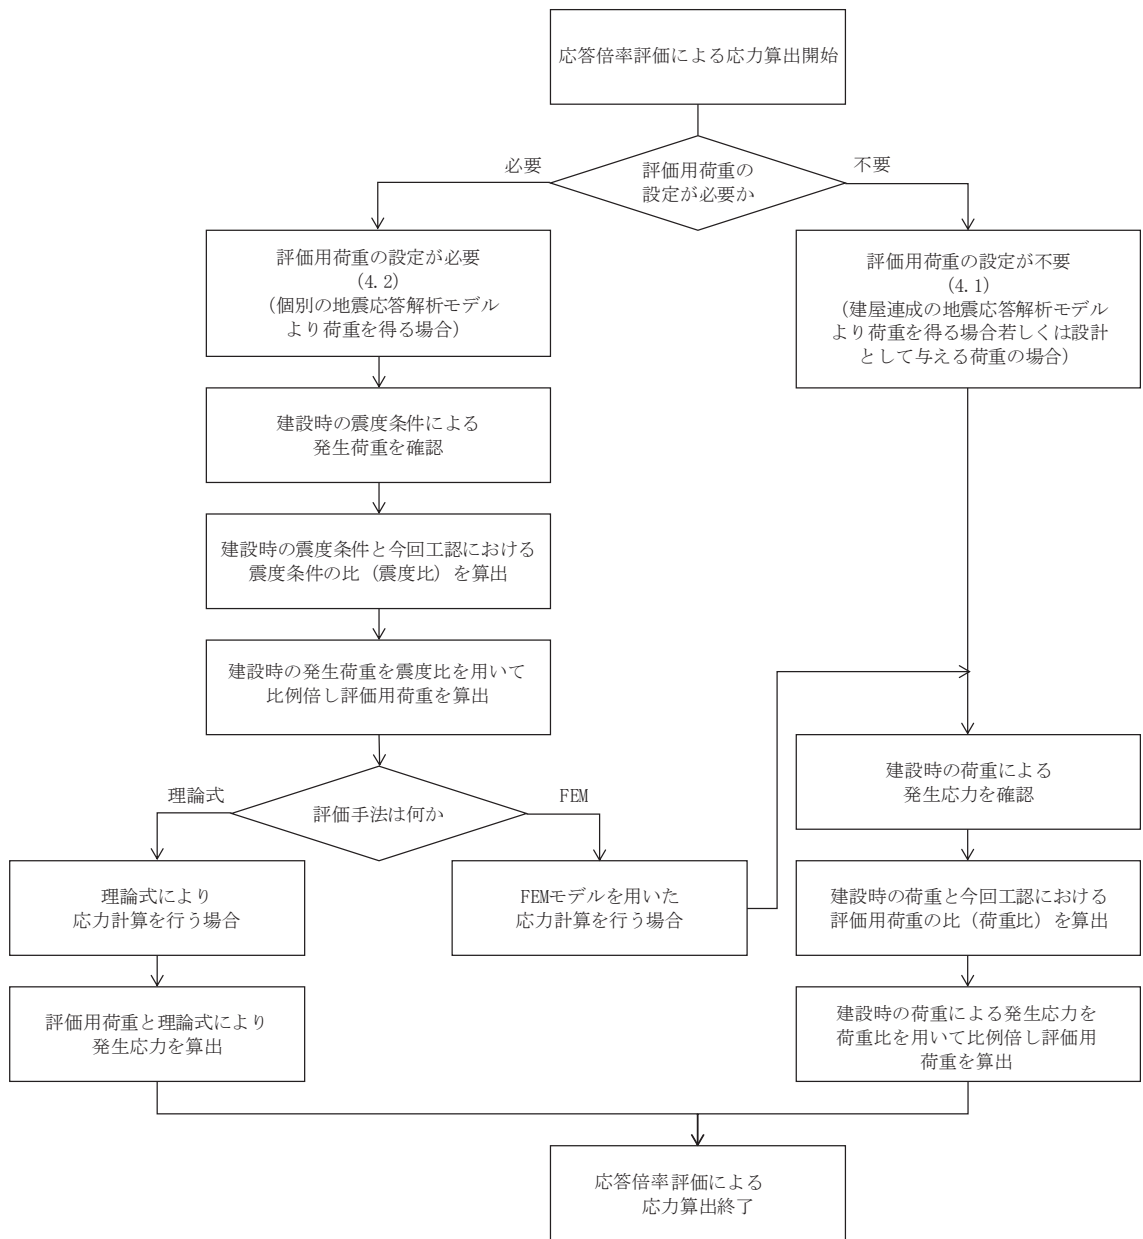 応答倍率評価による応力算出開始
評価用荷重の
設定が必要か
必要
不要
評価用荷重の設定が必要
(4.2)
(個別の地震応答解析モデル
より荷重を得る場合)
評価用荷重の設定が不要
(4.1)
(建屋連成の地震応答解析モデル
より荷重を得る場合若しくは設計
として与える荷重の場合)
建設時の震度条件による
発生荷重を確認
建設時の震度条件と今回工認における
震度条件の比(震度比)を算出
建設時の発生荷重を震度比を用いて
比例倍し評価用荷重を算出
評価手法は何か
理論式
FEM
理論式により
応力計算を行う場合
FEMモデルを用いた
応力計算を行う場合
評価用荷重と理論式により
発生応力を算出
建設時の荷重による
発生応力を確認
建設時の荷重と今回工認における
評価用荷重の比(荷重比)を算出
建設時の荷重による発生応力を
荷重比を用いて比例倍し評価用
荷重を算出
応答倍率評価による
応力算出終了